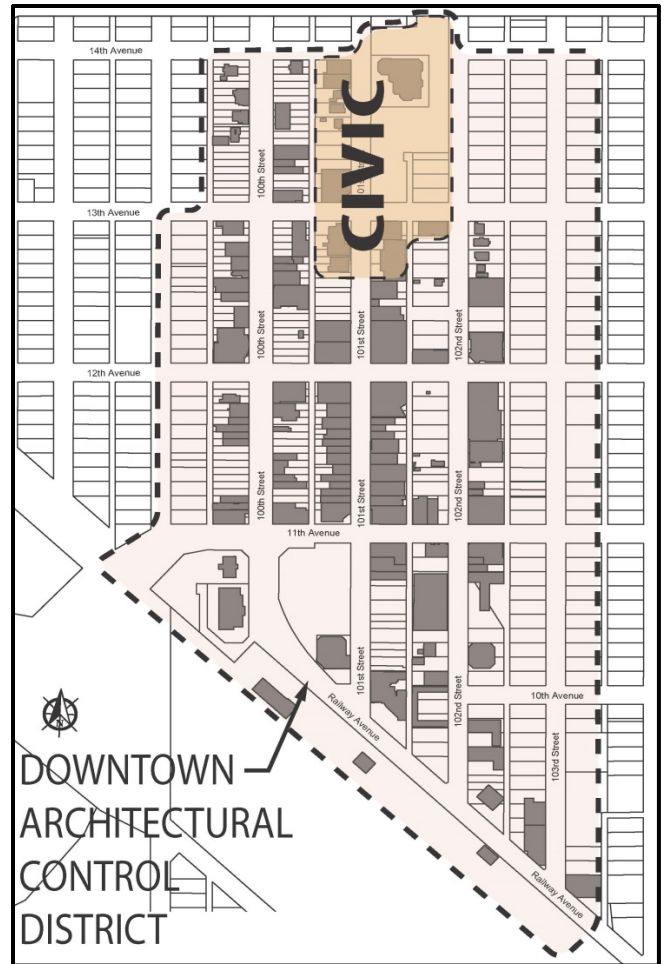 14th Avenue
CIVIC
100th Street
101st Street
13th Avenue
100th Street
101st Street
102nd Street
12th Avenue
100th Street
101st Street
102nd Street
11th Avenue
101st Street
102nd Street
10th Avenue
103rd Street
Railway Avenue
Railway Avenue
N
DOWNTOWN
ARCHITECTURAL
CONTROL
DISTRICT